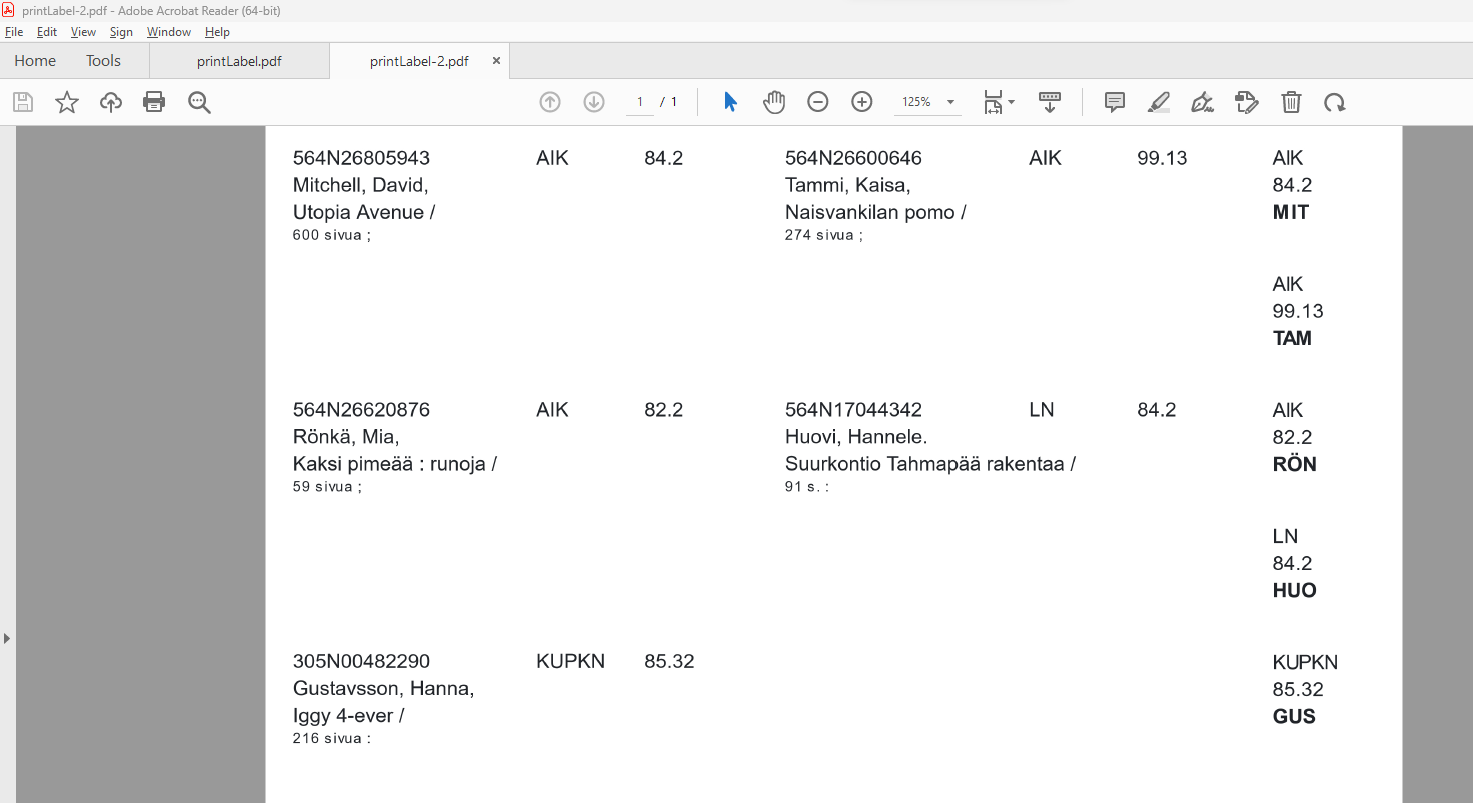 printLabel-2.pdf - Adobe Acrobat Reader (64-bit)
File Edit View Sign Window Help
Home Tools printLabel.pdf printLabel-2.pdf ×
1 / 1 125%
564N26805943 AIK 84.2
Mitchell, David,
Utopia Avenue /
600 sivua ;
564N26600646 AIK 99.13
Tammi, Kaisa,
Naisvankilan pomo /
274 sivua ;
AIK
84.2
MIT
AIK
99.13
TAM
564N26620876 AIK 82.2
Rönkä, Mia,
Kaksi pimeää : runoja /
59 sivua ;
564N17044342 LN 84.2
Huovi, Hannele.
Suurkontio Tahmapää rakentaa /
91 s. :
AIK
82.2
RÖN
LN
84.2
HUO
305N00482290 KUPKN 85.32
Gustavsson, Hanna,
Iggy 4-ever /
216 sivua :
KUPKN
85.32
GUS